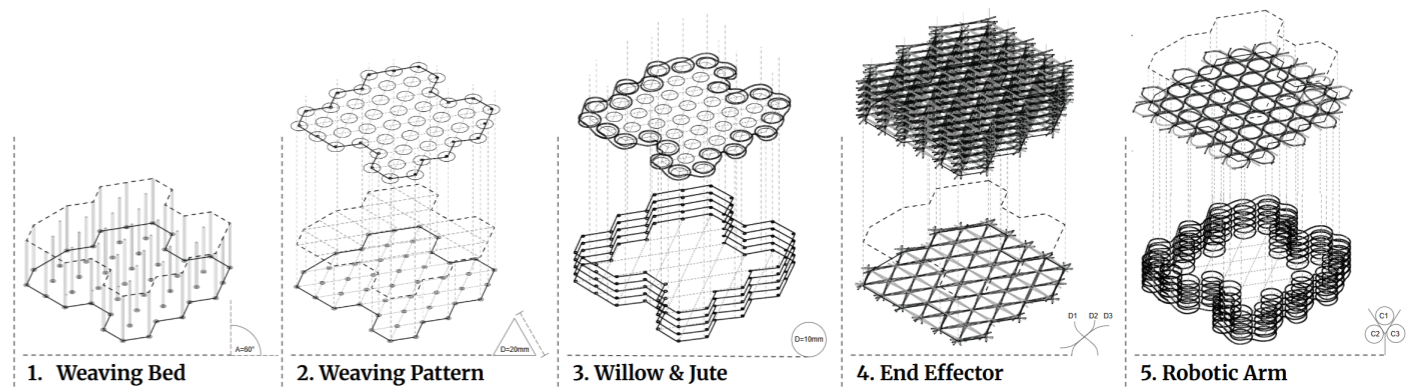 A=60°
1. Weaving Bed
D=20mm
2. Weaving Pattern
D=10mm
3. Willow & Jute
D1 D2 D3
4. End Effector
C1
C2 C3
5. Robotic Arm